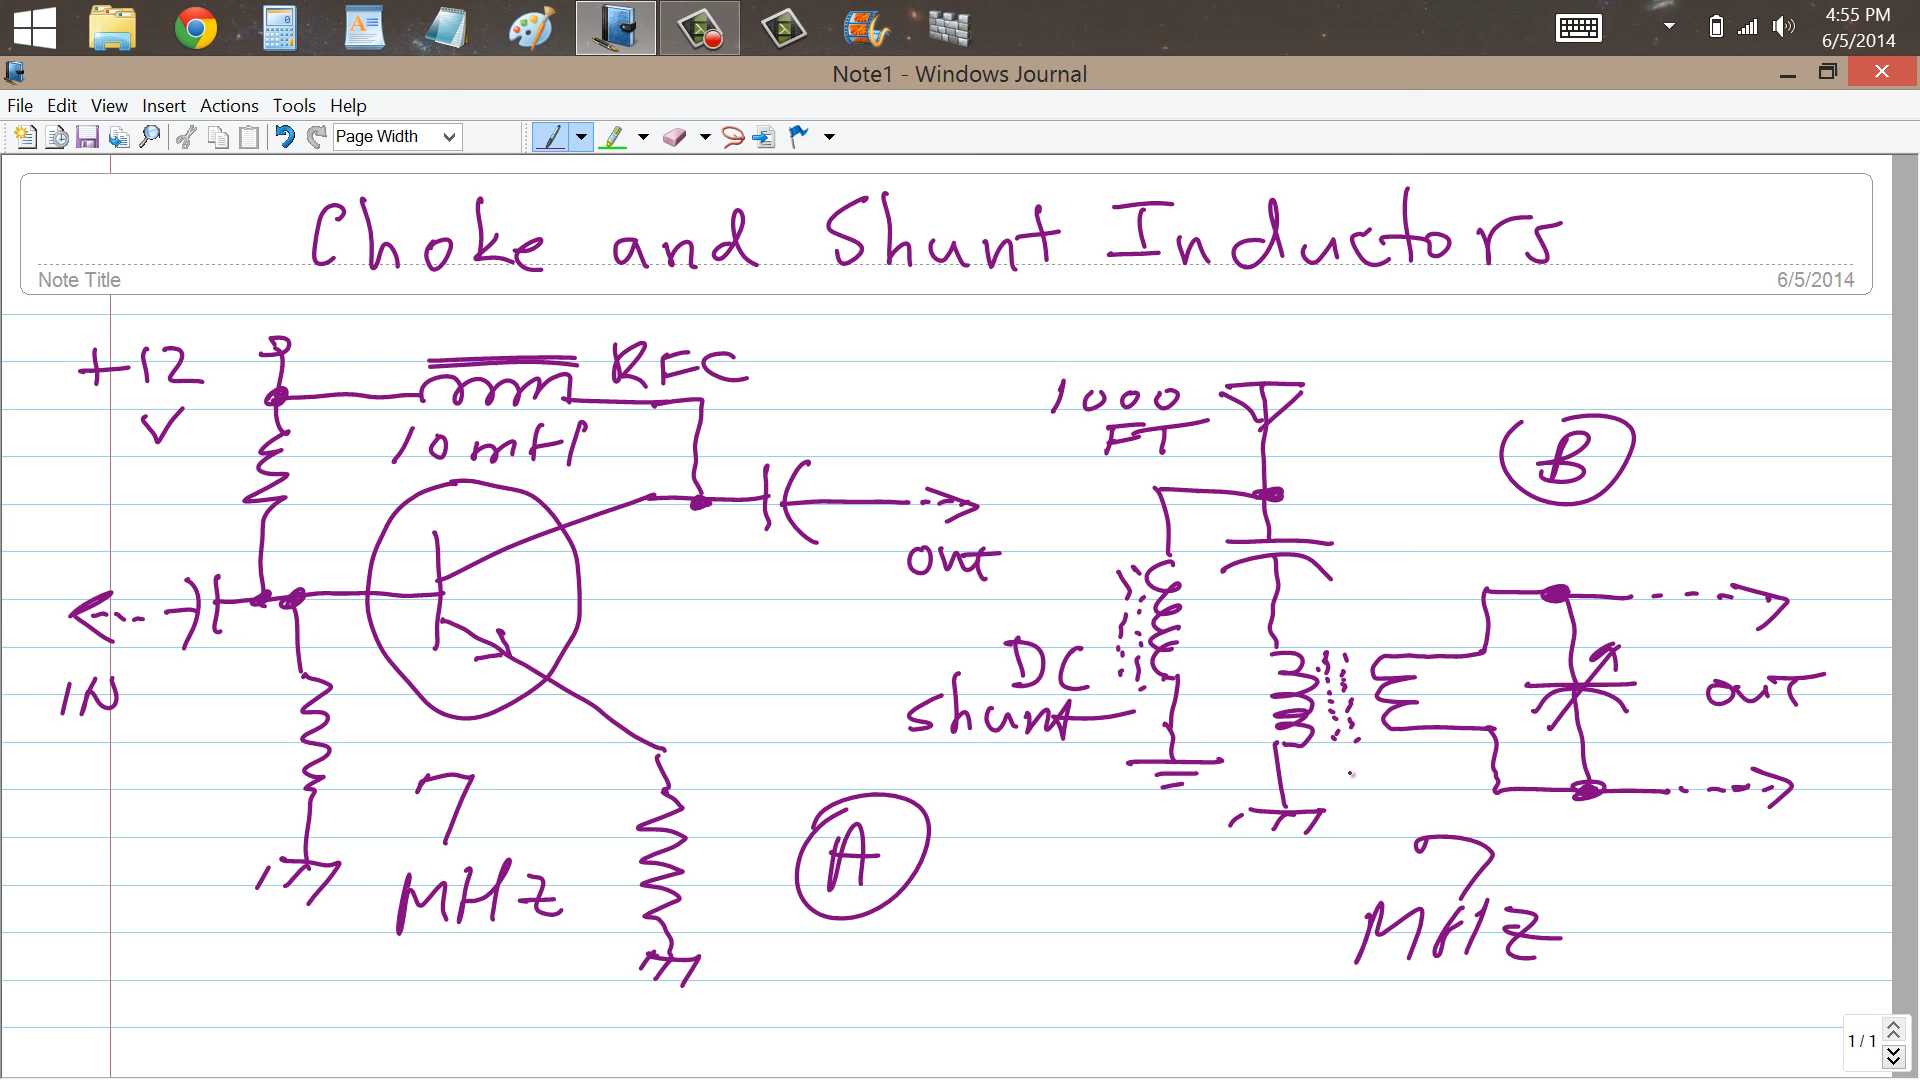 4:55 PM
6/5/2014
Note1 - Windows Journal
File Edit View Insert Actions Tools Help
Page Width
Choke and Shunt Inductors
Note Title
6/5/2014
+12
V
RFC
10 mH
OUT
IN
7
MHz
A
1000
FT
B
DC
shunt
OUT
7
MHz
1 / 1